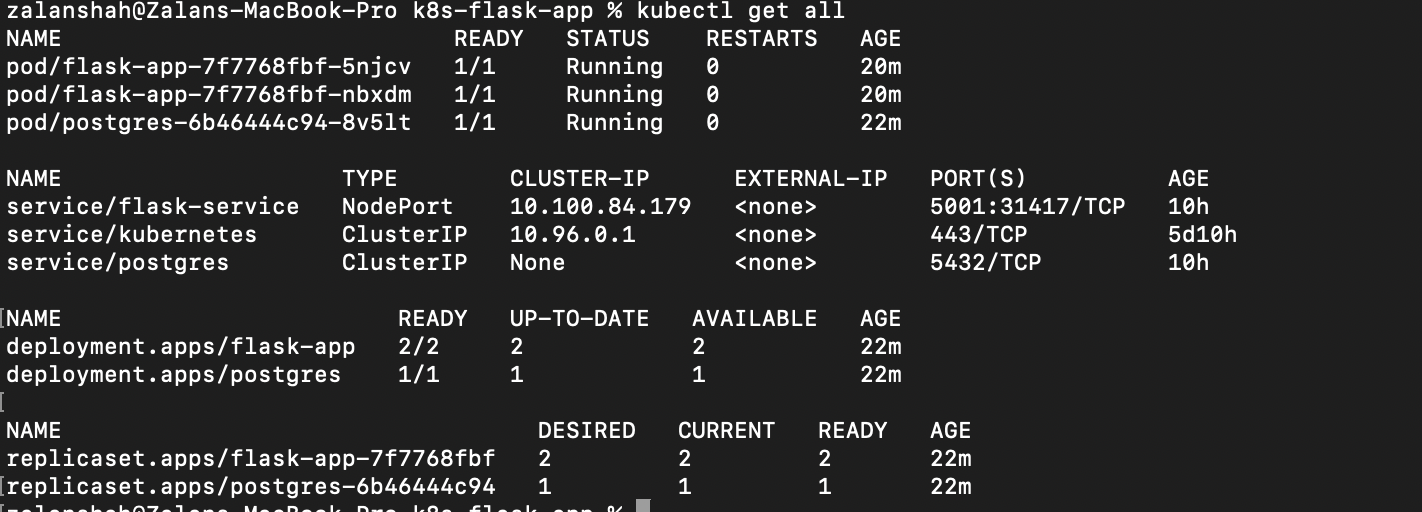 zalanshah@Zalans-MacBook-Pro k8s-flask-app % kubectl get all
NAME READY STATUS RESTARTS AGE
pod/flask-app-7f7768fbf-5njcv 1/1 Running 0 20m
pod/flask-app-7f7768fbf-nbxdm 1/1 Running 0 20m
pod/postgres-6b46444c94-8v5lt 1/1 Running 0 22m
NAME TYPE CLUSTER-IP EXTERNAL-IP PORT(S) AGE
service/flask-service NodePort 10.100.84.179 <none> 5001:31417/TCP 10h
service/kubernetes ClusterIP 10.96.0.1 <none> 443/TCP 5d10h
service/postgres ClusterIP None <none> 5432/TCP 10h
NAME READY UP-TO-DATE AVAILABLE AGE
deployment.apps/flask-app 2/2 2 2 22m
deployment.apps/postgres 1/1 1 1 22m
NAME DESIRED CURRENT READY AGE
replicaset.apps/flask-app-7f7768fbf 2 2 2 22m
replicaset.apps/postgres-6b46444c94 1 1 1 22m
zalanshah@Zalans-MacBook-Pro k8s-flask-app %